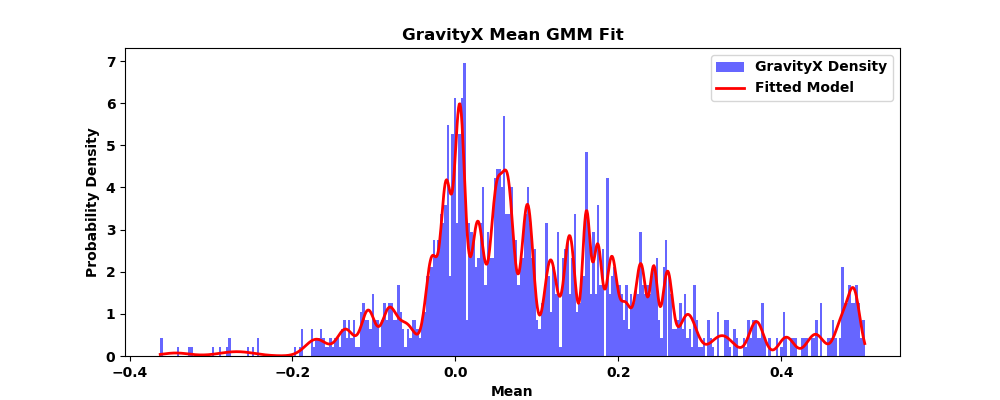 GravityX Mean GMM Fit
GravityX Density
Fitted Model
Probability Density
7
6
5
4
3
2
1
0
−0.4 −0.2 0.0 0.2 0.4
Mean